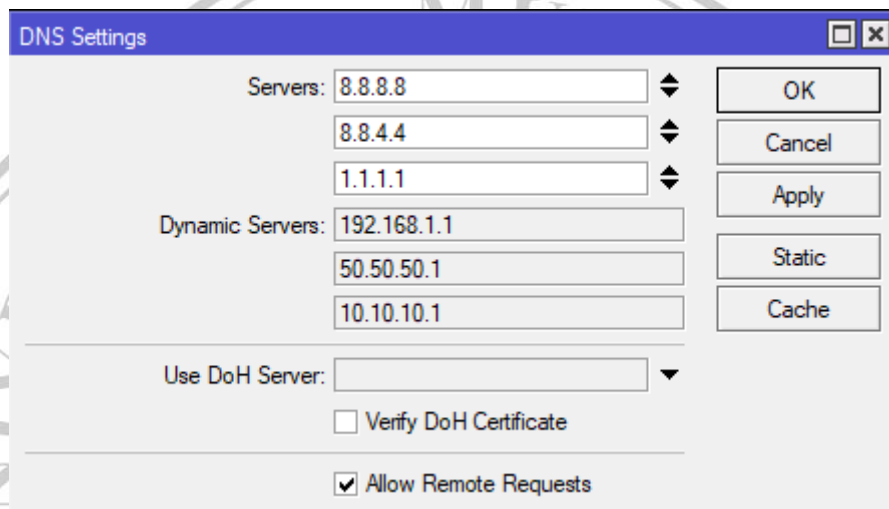 DNS Settings
Servers: 8.8.8.8
OK
8.8.4.4
Cancel
1.1.1.1
Apply
Dynamic Servers: 192.168.1.1
50.50.50.1
Static
10.10.10.1
Cache
Use DoH Server:
Verify DoH Certificate
Allow Remote Requests